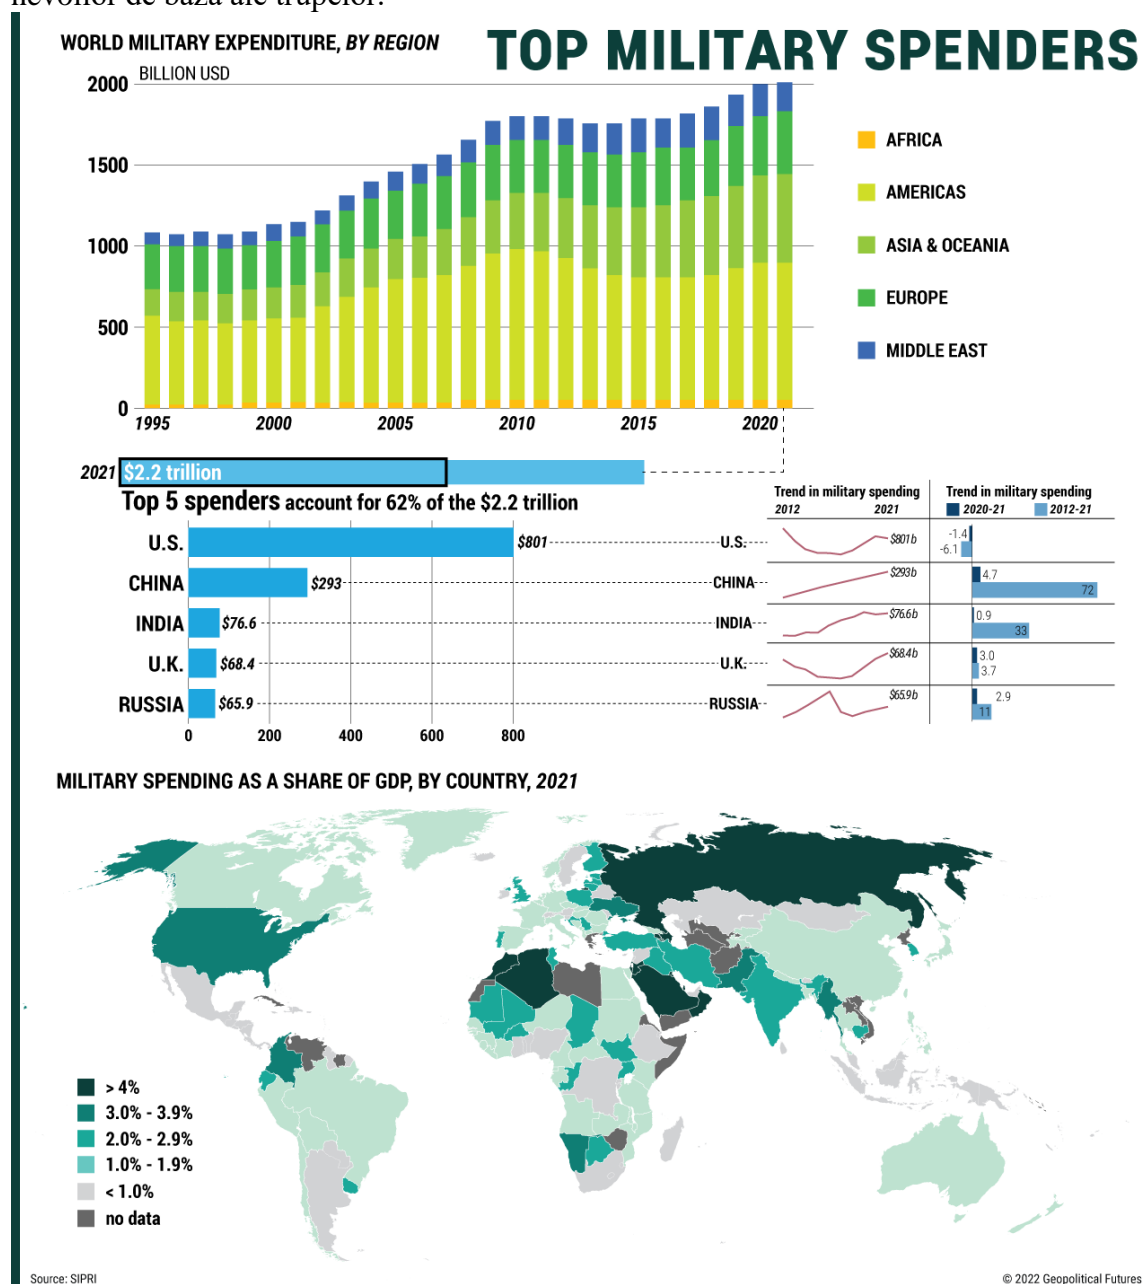 nevoilor de bază ale trupelor.
TOP MILITARY SPENDERS
WORLD MILITARY EXPENDITURE, BY REGION
BILLION USD
2000
1500
1000
500
0
1995 2000 2005 2010 2015 2020
AFRICA
AMERICAS
ASIA & OCEANIA
EUROPE
MIDDLE EAST
2021 $2.2 trillion
Top 5 spenders account for 62% of the $2.2 trillion
U.S. $801
CHINA $293
INDIA $76.6
U.K. $68.4
RUSSIA $65.9
0 200 400 600 800
Trend in military spending
2012 2021
U.S. $801b
CHINA $293b
INDIA $76.6b
U.K. $68.4b
RUSSIA $65.9b
Trend in military spending
2020-21 2012-21
-1.4
-6.1
4.7
72
0.9
33
3.0
3.7
2.9
11
MILITARY SPENDING AS A SHARE OF GDP, BY COUNTRY, 2021
> 4%
3.0% - 3.9%
2.0% - 2.9%
1.0% - 1.9%
< 1.0%
no data
Source: SIPRI
© 2022 Geopolitical Futures